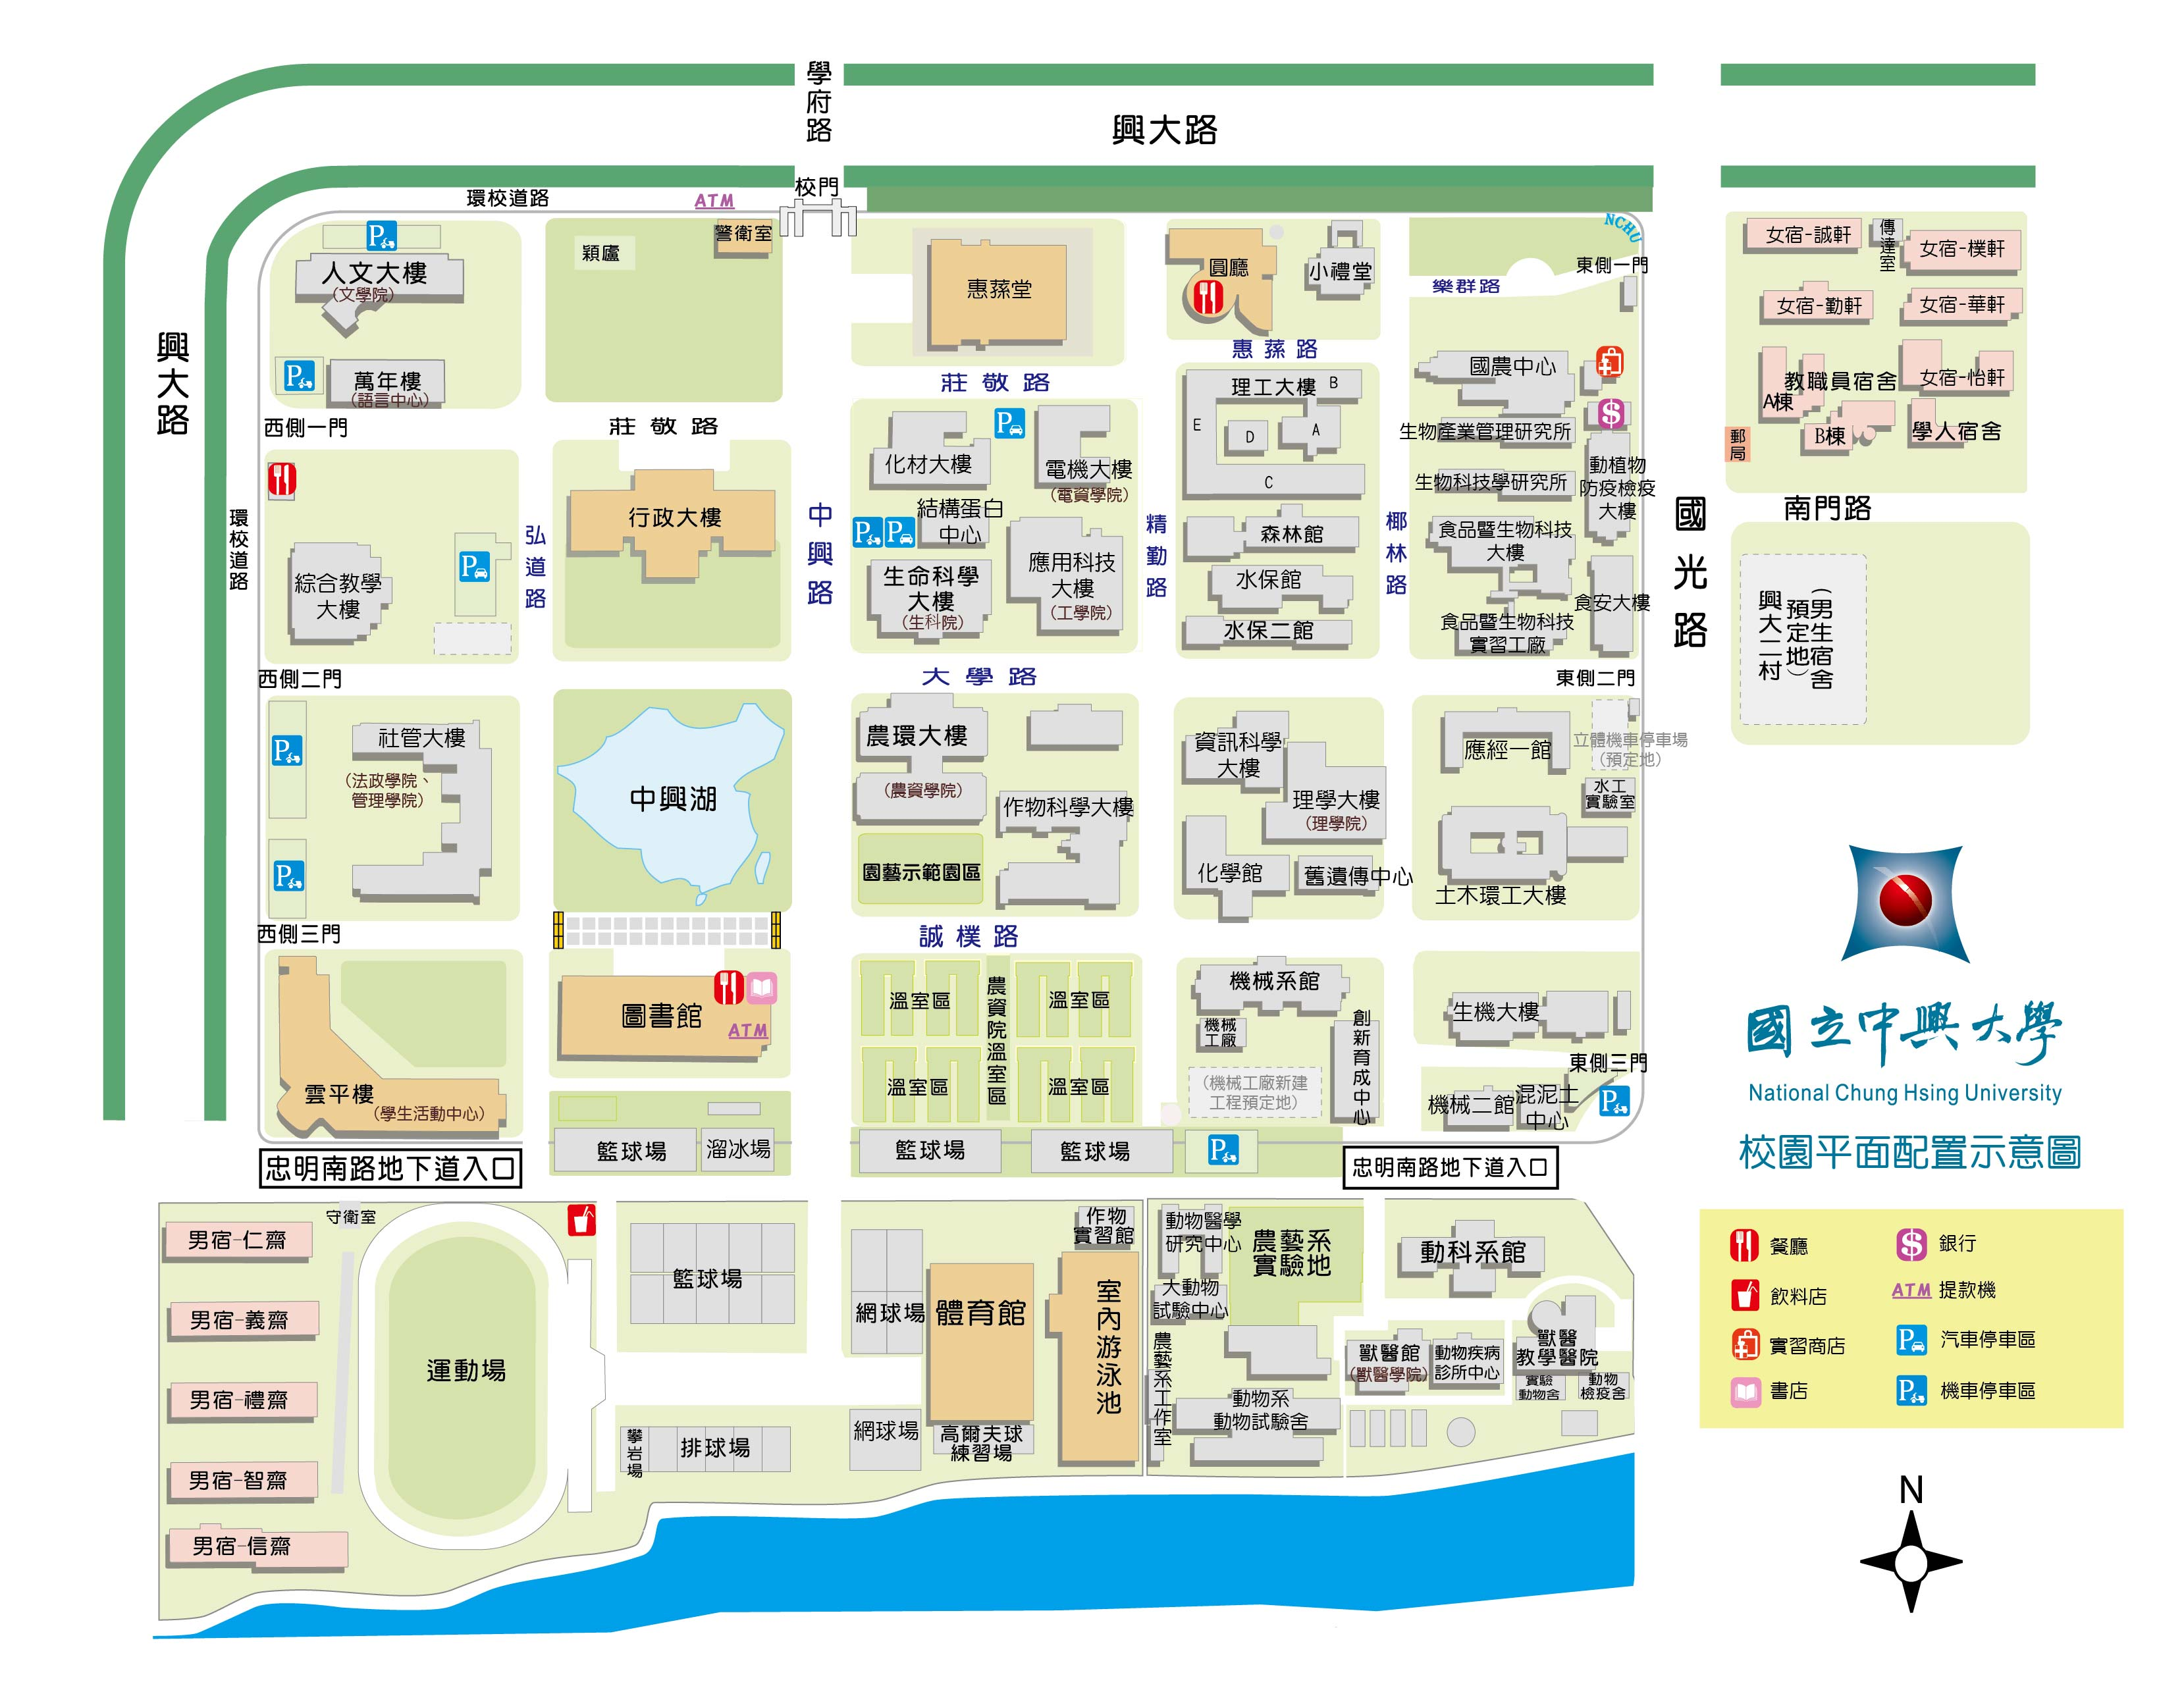 學府路
興大路
校門
環校道路
ATM
警衛室
穎廬
人文大樓
(文學院)
萬年樓
(語言中心)
西側一門
興大路
莊敬路
惠蓀堂
莊敬路
圓廳
小禮堂
惠蓀路
NCHU
東側一門
樂群路
國農中心
生物產業管理研究所
生物科技學研究所
動植物
防疫檢疫
大樓
食品暨生物科技
大樓
食安大樓
食品暨生物科技
實習工廠
東側二門
女宿-誠軒
傳達室
女宿-樸軒
女宿-勤軒
女宿-華軒
教職員宿舍
A棟
B棟
女宿-怡軒
學人宿舍
郵局
南門路
國光路
興大二村
(男生宿舍
預定地)
環校道路
綜合教學
大樓
弘道路
行政大樓
中興路
化材大樓
電機大樓
(電資學院)
結構蛋白
中心
生命科學
大樓
(生科院)
應用科技
大樓
(工學院)
精勤路
理工大樓
A
B
C
D
E
森林館
水保館
水保二館
椰林路
西側二門
大學路
社管大樓
(法政學院、
管理學院)
中興湖
農環大樓
(農資學院)
作物科學大樓
園藝示範園區
資訊科學
大樓
理學大樓
(理學院)
化學館
舊遺傳中心
應經一館
立體機車停車場
(預定地)
水工
實驗室
土木環工大樓
西側三門
誠樸路
雲平樓
(學生活動中心)
圖書館
ATM
溫室區
溫室區
農資院溫室區
溫室區
溫室區
機械系館
機械
工廠
(機械工廠新建
工程預定地)
創新育成中心
生機大樓
東側三門
機械二館
混泥土
中心
籃球場
溜冰場
籃球場
籃球場
忠明南路地下道入口
忠明南路地下道入口
守衛室
男宿-仁齋
男宿-義齋
男宿-禮齋
男宿-智齋
男宿-信齋
運動場
籃球場
攀岩場
排球場
網球場
網球場
體育館
高爾夫球
練習場
作物
實習館
室內游泳池
動物醫學
研究中心
大動物
試驗中心
農藝系
實驗地
農藝系工作室
動物系
動物試驗舍
動科系館
獸醫館
(獸醫學院)
動物疾病
診所中心
獸醫
教學醫院
實驗
動物舍
動物
檢疫舍
國立中興大學
National Chung Hsing University
校園平面配置示意圖
餐廳
銀行
飲料店
ATM 提款機
實習商店
P 汽車停車區
書店
P 機車停車區
N